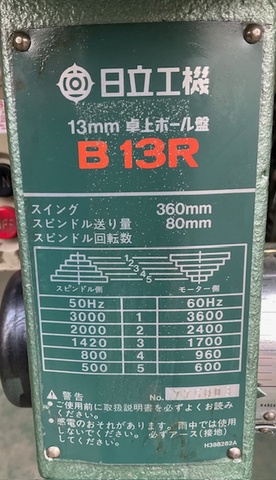 日立工機
13mm 卓上ボール盤
B 13R
スイング 360mm
スピンドル送り量 80mm
スピンドル回転数
12345
スピンドル側 モーター側
50Hz 60Hz
3000 1 3600
2000 2 2400
1420 3 1700
800 4 960
500 5 600
警告 No.
●ご使用前に取扱説明書を必ずよくお読み
ください。
●感電のおそれがあります。雨中では使用
しないでください。必ずアース(接地)
してください。
H388282A